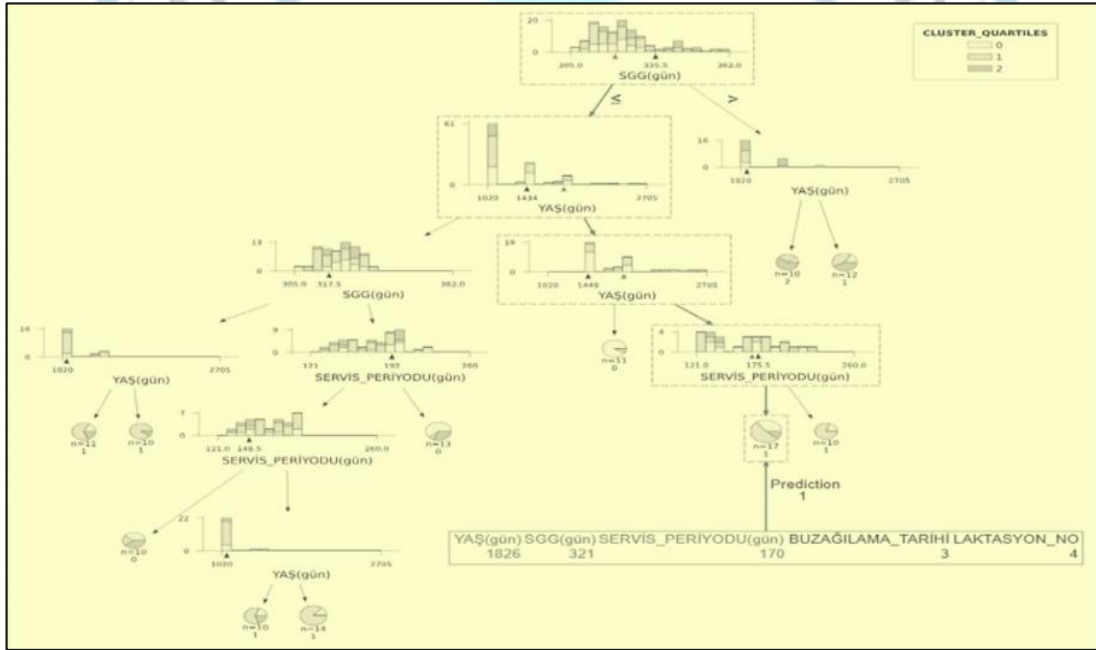 20
0
205.0 335.5 262.0
SGG(gün)
CLUSTER_QUARTILES
0
1
2
≤ >
61
0
1020 1434 2705
YAŞ(gün)
16
0
1020 2705
YAŞ(gün)
n=10
2
n=12
1
13
0
305.0 317.5 362.0
SGG(gün)
19
0
1020 1448 2705
YAŞ(gün)
16
0
1020 2705
YAŞ(gün)
9
0
192
SERVİS_PERİYODU(gün)
n=11
0
4
0
121.0 175.5 260.0
SERVİS_PERİYODU(gün)
n=11
1
n=10
1
7
0
121.0 148.5 260.0
SERVİS_PERİYODU(gün)
n=13
0
n=17
1
n=10
1
Prediction
1
n=10
0
22
0
1020 2705
YAŞ(gün)
n=10
1
n=14
1
YAŞ(gün) SGG(gün) SERVİS_PERİYODU(gün) BUZAĞILAMA_TARİHİ LAKTASYON_NO
1826 321 170 3 4